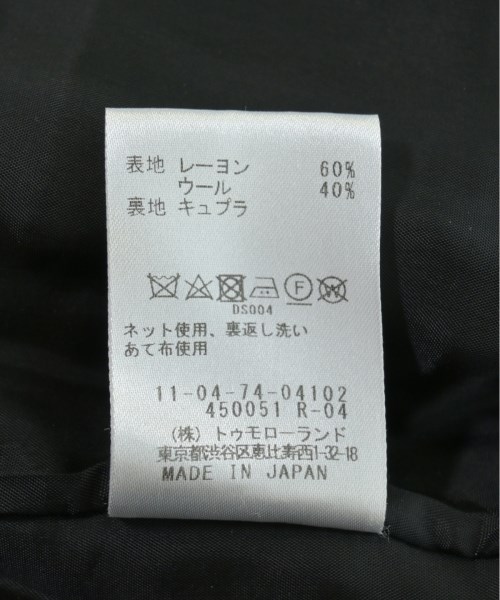 表地 レーヨン 60%
ウール 40%
裏地 キュプラ
F W
DS004
ネット使用、裏返し洗い
あて布使用
11-04-74-04102
450051 R-04
(株) トゥモローランド
東京都渋谷区恵比寿西1-32-18
MADE IN JAPAN